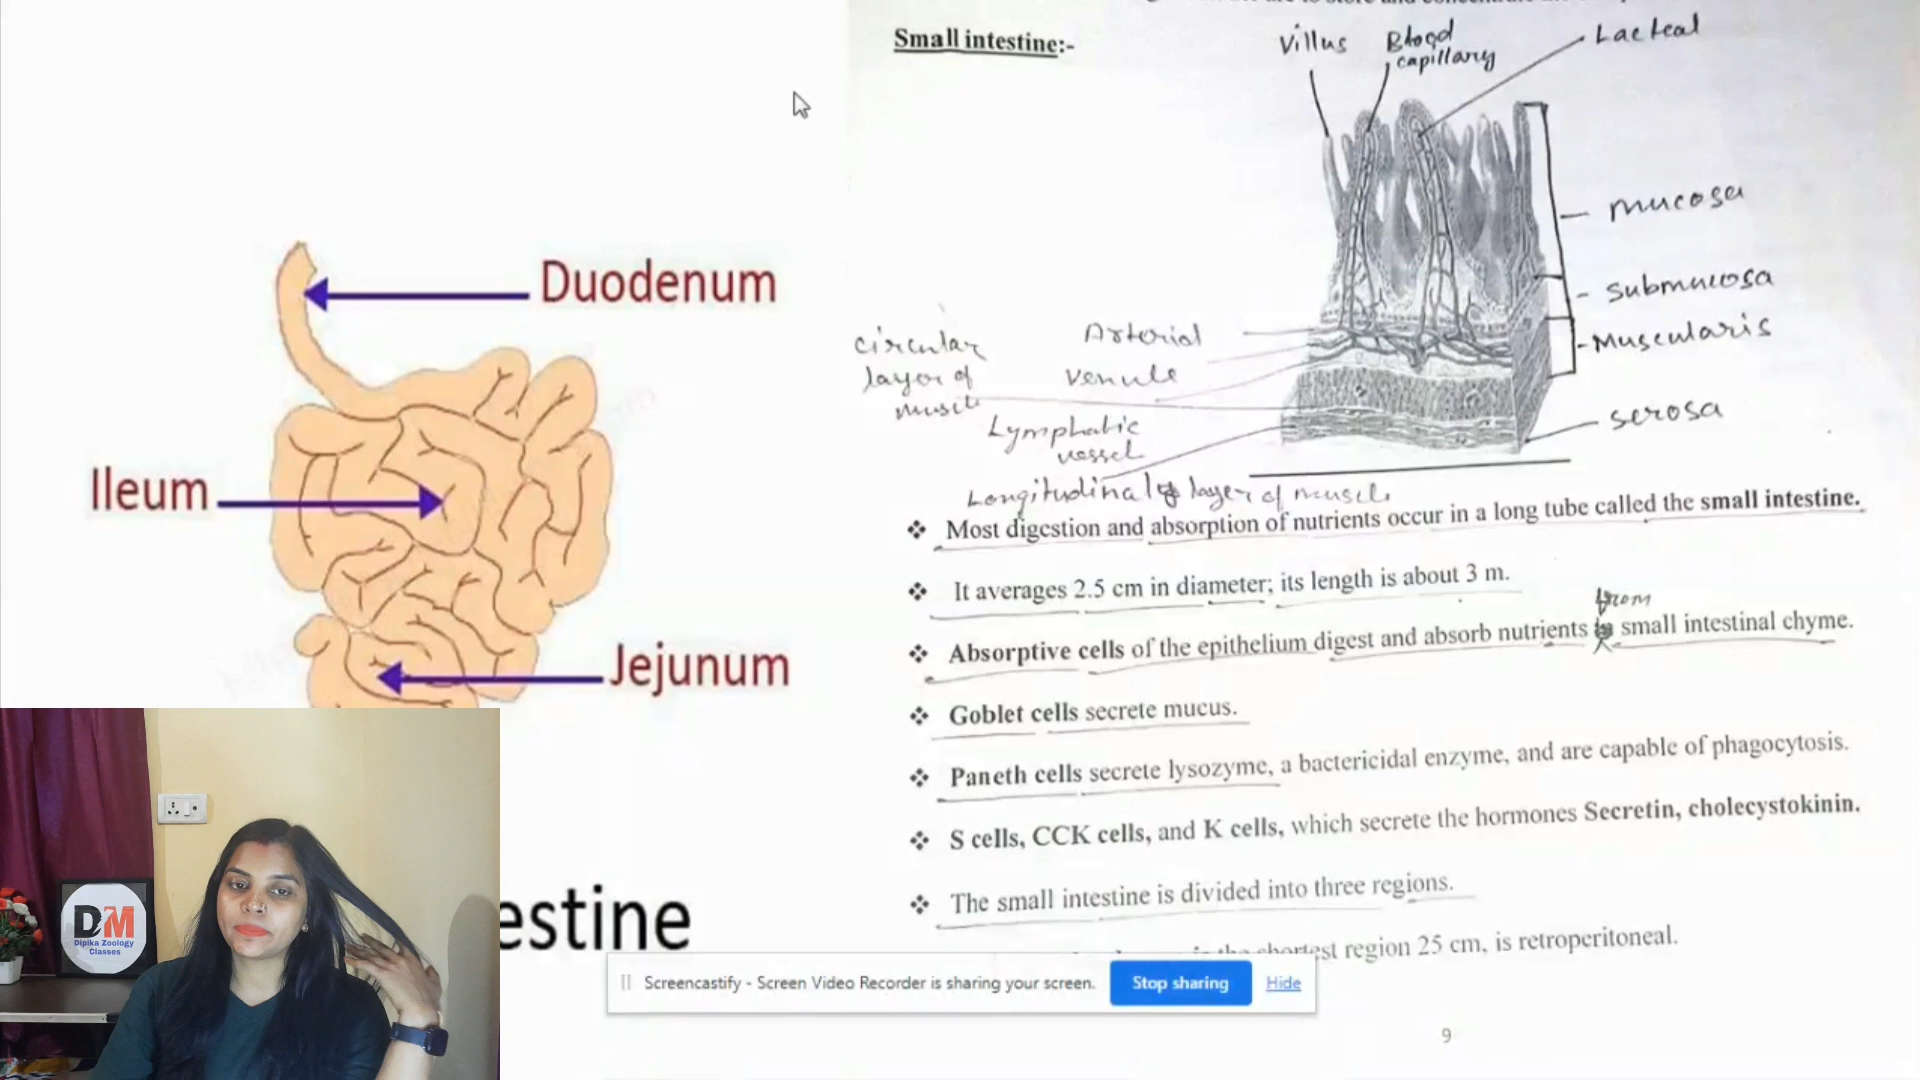 Small intestine:-
Villus
Blood
capillary
Lacteal
mucosa
submucosa
Muscularis
serosa
Arterial
venule
circular
layer of
muscle
Lymphatic
vessel
Longitudinal layer of muscle
Duodenum
Ileum
Jejunum
estine
❖ Most digestion and absorption of nutrients occur in a long tube called the small intestine.
❖ It averages 2.5 cm in diameter; its length is about 3 m.
from
❖ Absorptive cells of the epithelium digest and absorb nutrients small intestinal chyme.
❖ Goblet cells secrete mucus.
❖ Paneth cells secrete lysozyme, a bactericidal enzyme, and are capable of phagocytosis.
❖ S cells, CCK cells, and K cells, which secrete the hormones Secretin, cholecystokinin.
❖ The small intestine is divided into three regions.
the shortest region 25 cm, is retroperitoneal.
DM
Dipika Zoology
Classes
Screencastify - Screen Video Recorder is sharing your screen.
Stop sharing
Hide
9